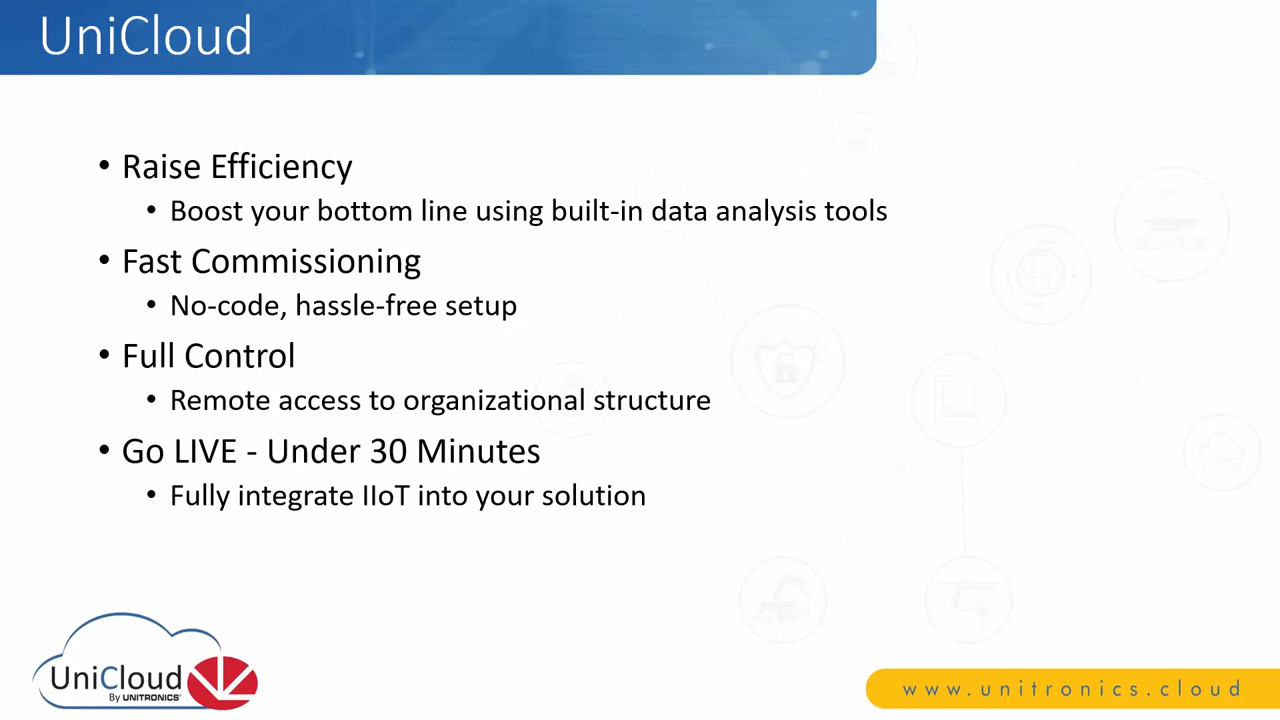 UniCloud
• Raise Efficiency
• Boost your bottom line using built-in data analysis tools
• Fast Commissioning
• No-code, hassle-free setup
• Full Control
• Remote access to organizational structure
• Go LIVE - Under 30 Minutes
• Fully integrate IIoT into your solution
UniCloud
By UNITRONICS
www.unitronics.cloud